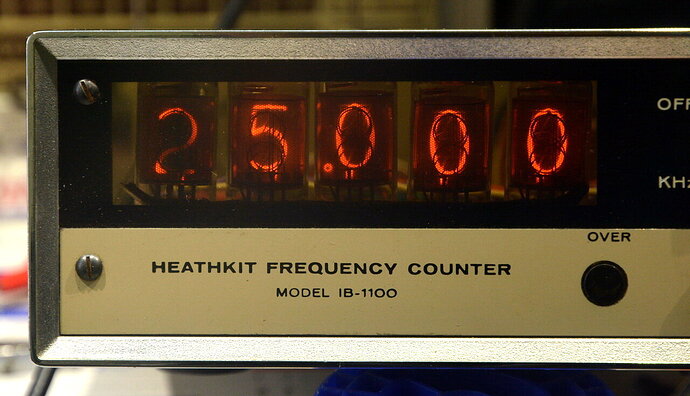 25.000
OFF
KHz
OVER
HEATHKIT FREQUENCY COUNTER
MODEL IB-1100